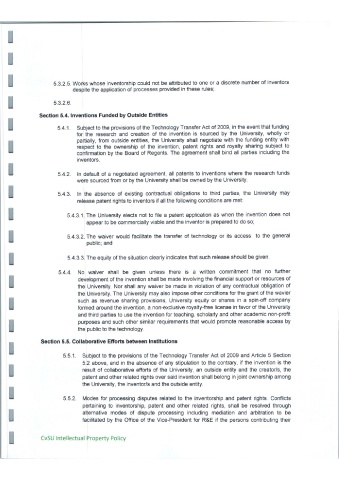 5.3.2.5. Works whose inventorship could not be attributed to one or a discrete number of inventors
despite the application of processes provided in these rules;
5.3.2.6.
Section 5.4. Inventions Funded by Outside Entities
5.4.1. Subject to the provisions of the Technology Transfer Act of 2009, in the event that funding
for the research and creation of the invention is sourced by the University, wholly or
partially, from outside entities, the University shall negotiate with the funding entity with
respect to the ownership of the invention, patent rights and royalty sharing subject to
confirmation by the Board of Regents. The agreement shall bind all parties including the
inventors.
5.4.2. In default of a negotiated agreement, all patents to inventions where the research funds
were sourced from or by the University shall be owned by the University.
5.4.3. In the absence of existing contractual obligations to third parties, the University may
release patent rights to inventors if all the following conditions are met:
5.4.3.1. The University elects not to file a patent application as when the invention does not
appear to be commercially viable and the inventor is prepared to do so;
5.4.3.2. The waiver would facilitate the transfer of technology or its access to the general
public; and
5.4.3.3. The equity of the situation clearly indicates that such release should be given.
5.4.4. No waiver shall be given unless there is a written commitment that no further
development of the invention shall be made involving the financial support or resources of
the University. Nor shall any waiver be made in violation of any contractual obligation of
the University. The University may also impose other conditions for the grant of the waiver
such as revenue sharing provisions, University equity or shares in a spin-off company
formed around the invention, a non-exclusive royalty-free license in favor of the University
and third parties to use the invention for teaching, scholarly and other academic non-profit
purposes and such other similar requirements that would promote reasonable access by
the public to the technology.
Section 5.5. Collaborative Efforts between Institutions
5.5.1. Subject to the provisions of the Technology Transfer Act of 2009 and Article 5 Section
5.2 above, and in the absence of any stipulation to the contrary, if the invention is the
result of collaborative efforts of the University, an outside entity and the creator/s, the
patent and other related rights over said invention shall belong in joint ownership among
the University, the inventor/s and the outside entity.
5.5.2. Modes for processing disputes related to the inventorship and patent rights. Conflicts
pertaining to inventorship, patent and other related rights, shall be resolved through
alternative modes of dispute processing including mediation and arbitration to be
facilitated by the Office of the Vice-President for R&E if the persons contributing their
CvSU Intellectual Property Policy